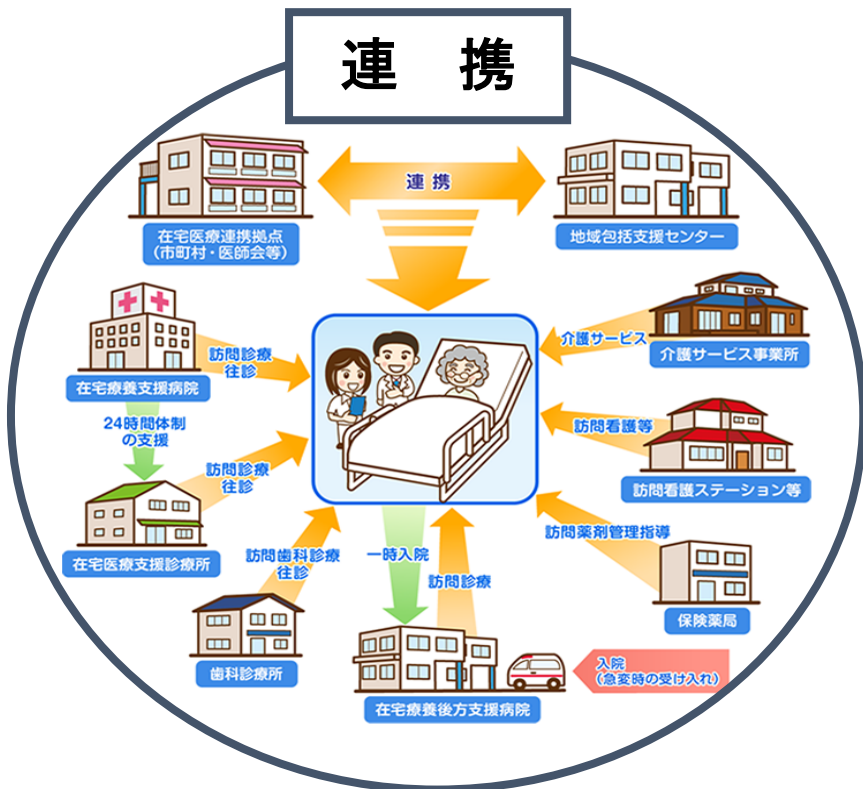 連　携
連 携
在宅医療連携拠点
（市町村・医師会等）
地域包括支援センター
訪問診療
往診
介護サービス
介護サービス事業所
在宅療養支援病院
24時間体制
の支援
訪問看護等
訪問看護ステーション等
訪問診療
往診
在宅医療支援診療所
訪問歯科診療
往診
一時入院
訪問診療
訪問薬剤管理指導
保険薬局
歯科診療所
入院
（急変時の受け入れ）
在宅療養後方支援病院